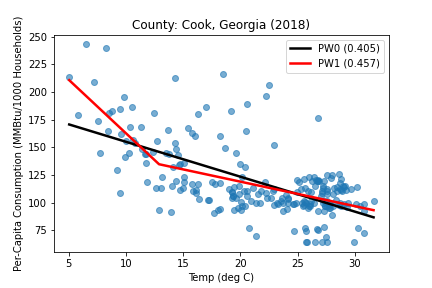 County: Cook, Georgia (2018)
PW0 (0.405)
PW1 (0.457)
Per-Capita Consumption (MMBtu/1000 Households)
250
225
200
175
150
125
100
75
5 10 15 20 25 30
Temp (deg C)